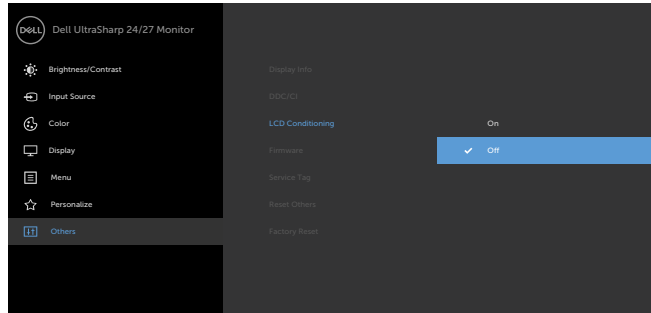 DELL Dell UltraSharp 24/27 Monitor
Brightness/Contrast
Display Info
Input Source
DDC/CI
Color
LCD Conditioning
On
Display
Firmware
Off
Menu
Service Tag
Personalize
Reset Others
Others
Factory Reset